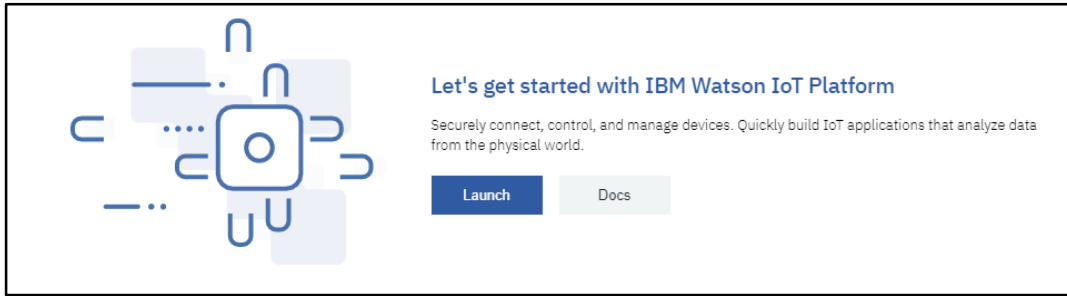 Let's get started with IBM Watson IoT Platform
Securely connect, control, and manage devices. Quickly build IoT applications that analyze data
from the physical world.
Launch Docs